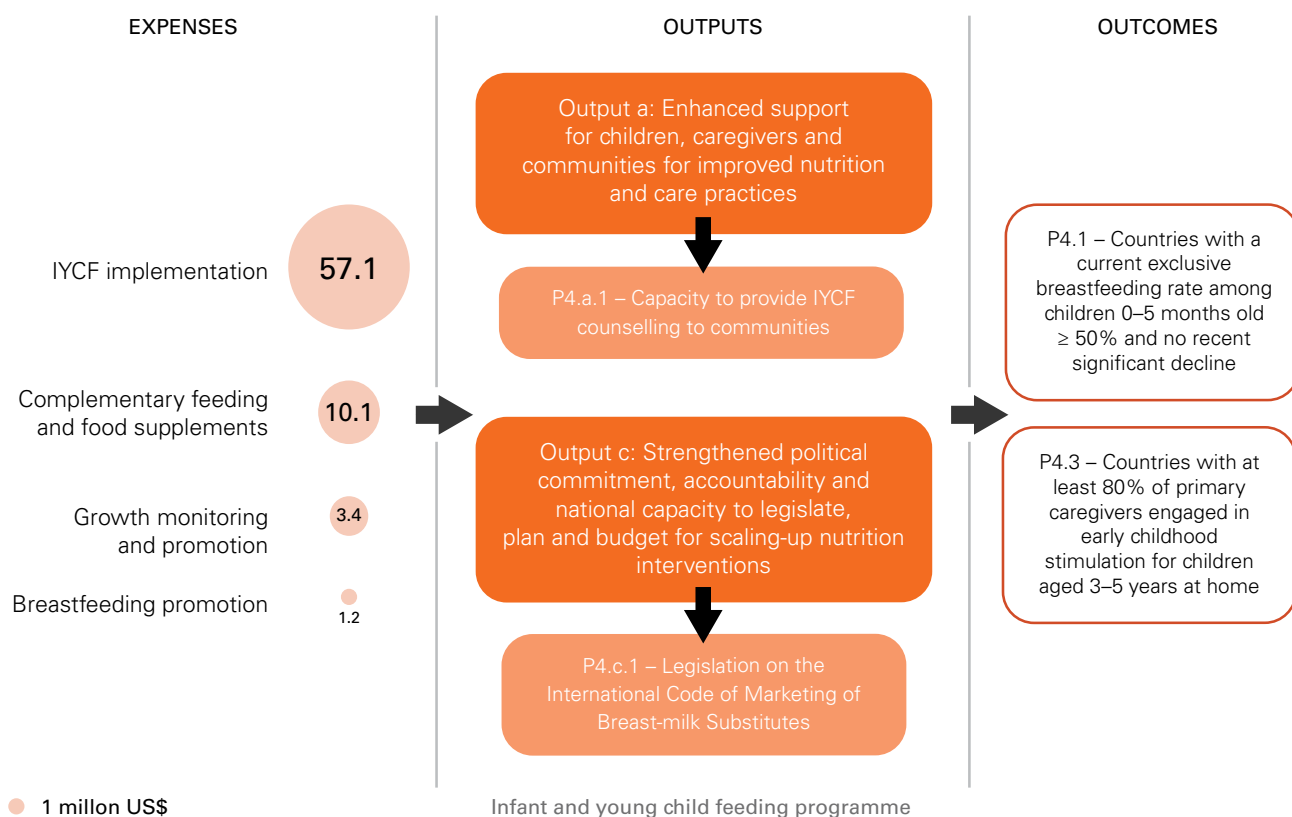 EXPENSES
OUTPUTS
OUTCOMES
IYCF implementation
57.1
Complementary feeding
and food supplements
10.1
Growth monitoring
and promotion
3.4
Breastfeeding promotion
1.2
Output a: Enhanced support
for children, caregivers and
communities for improved nutrition
and care practices
P4.a.1 – Capacity to provide IYCF
counselling to communities
Output c: Strengthened political
commitment, accountability and
national capacity to legislate,
plan and budget for scaling-up nutrition
interventions
P4.c.1 – Legislation on the
International Code of Marketing of
Breast-milk Substitutes
P4.1 – Countries with a
current exclusive
breastfeeding rate among
children 0–5 months old
≥ 50% and no recent
significant decline
P4.3 – Countries with at
least 80% of primary
caregivers engaged in
early childhood
stimulation for children
aged 3–5 years at home
1 millon US$
Infant and young child feeding programme